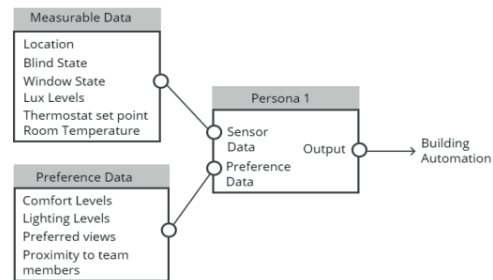 Measurable Data
Location
Blind State
Window State
Lux Levels
Thermostat set point
Room Temperature
Preference Data
Comfort Levels
Lighting Levels
Preferred views
Proximity to team
members
Persona 1
Sensor
Data
Preference
Data
Output
Building
Automation